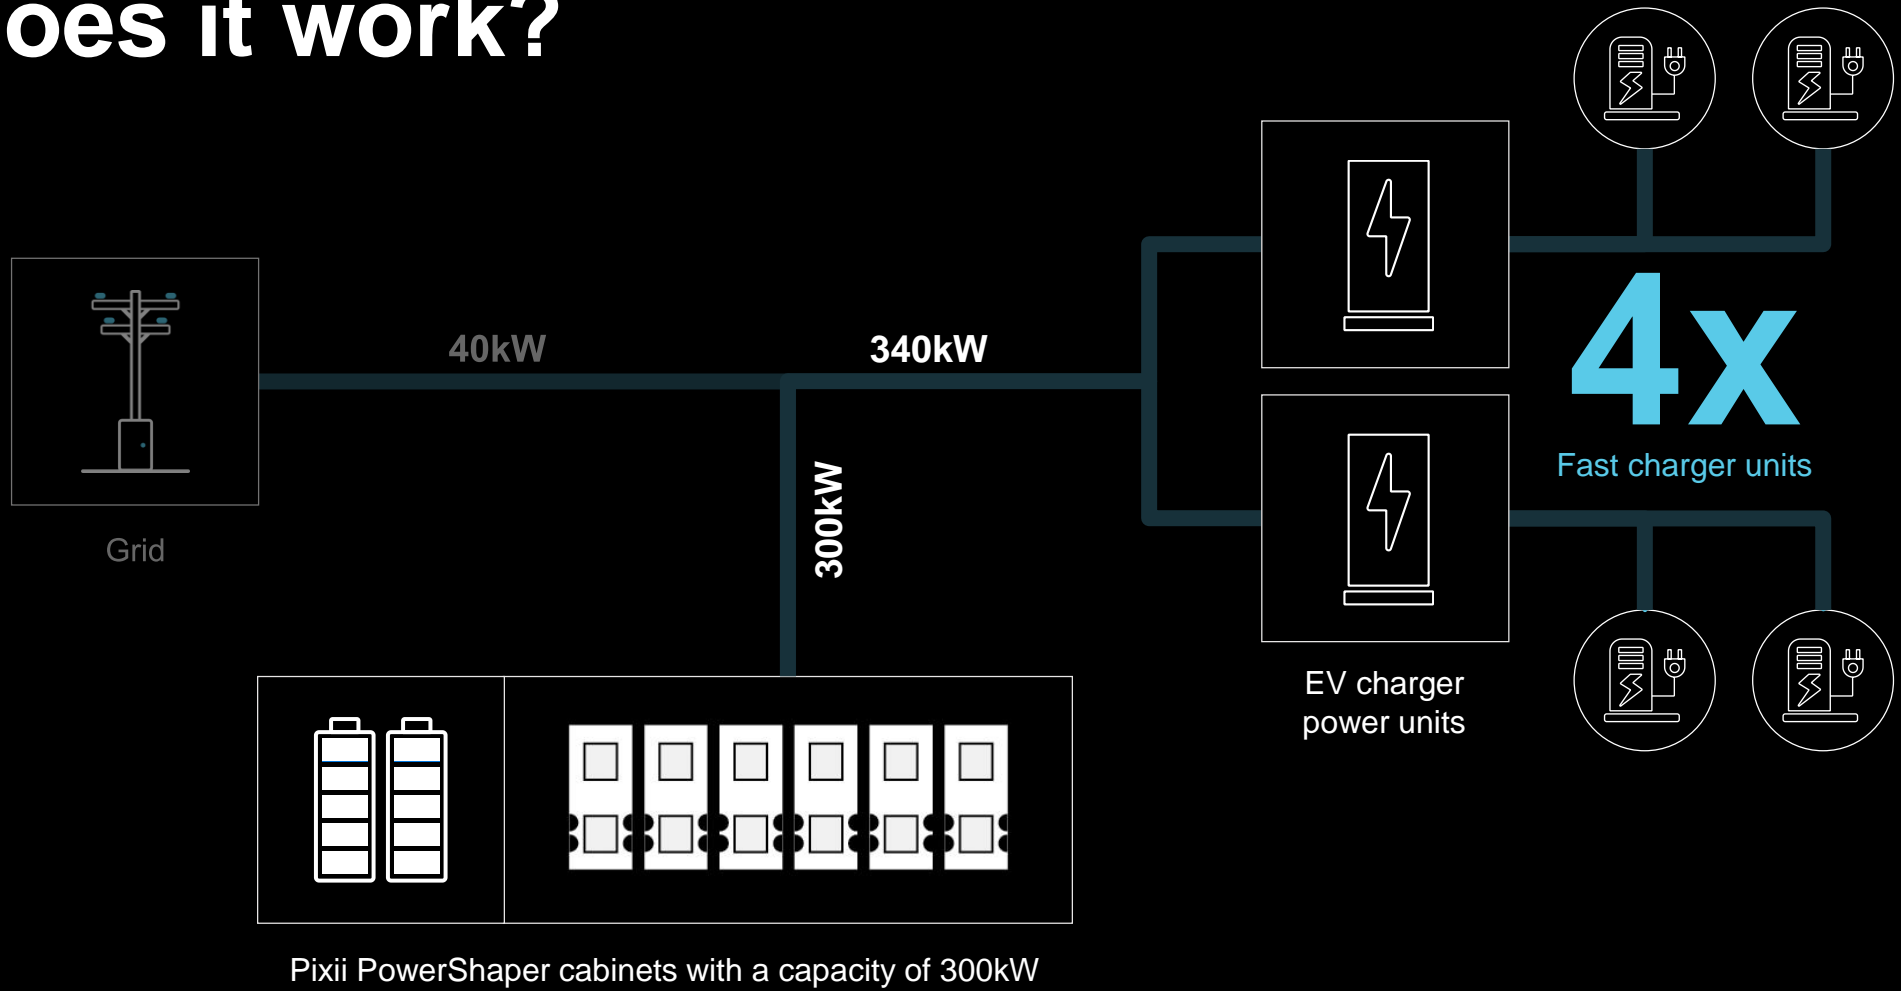 oes it work?
40kW
340kW
300kW
Grid
4x
Fast charger units
EV charger
power units
Pixii PowerShaper cabinets with a capacity of 300kW